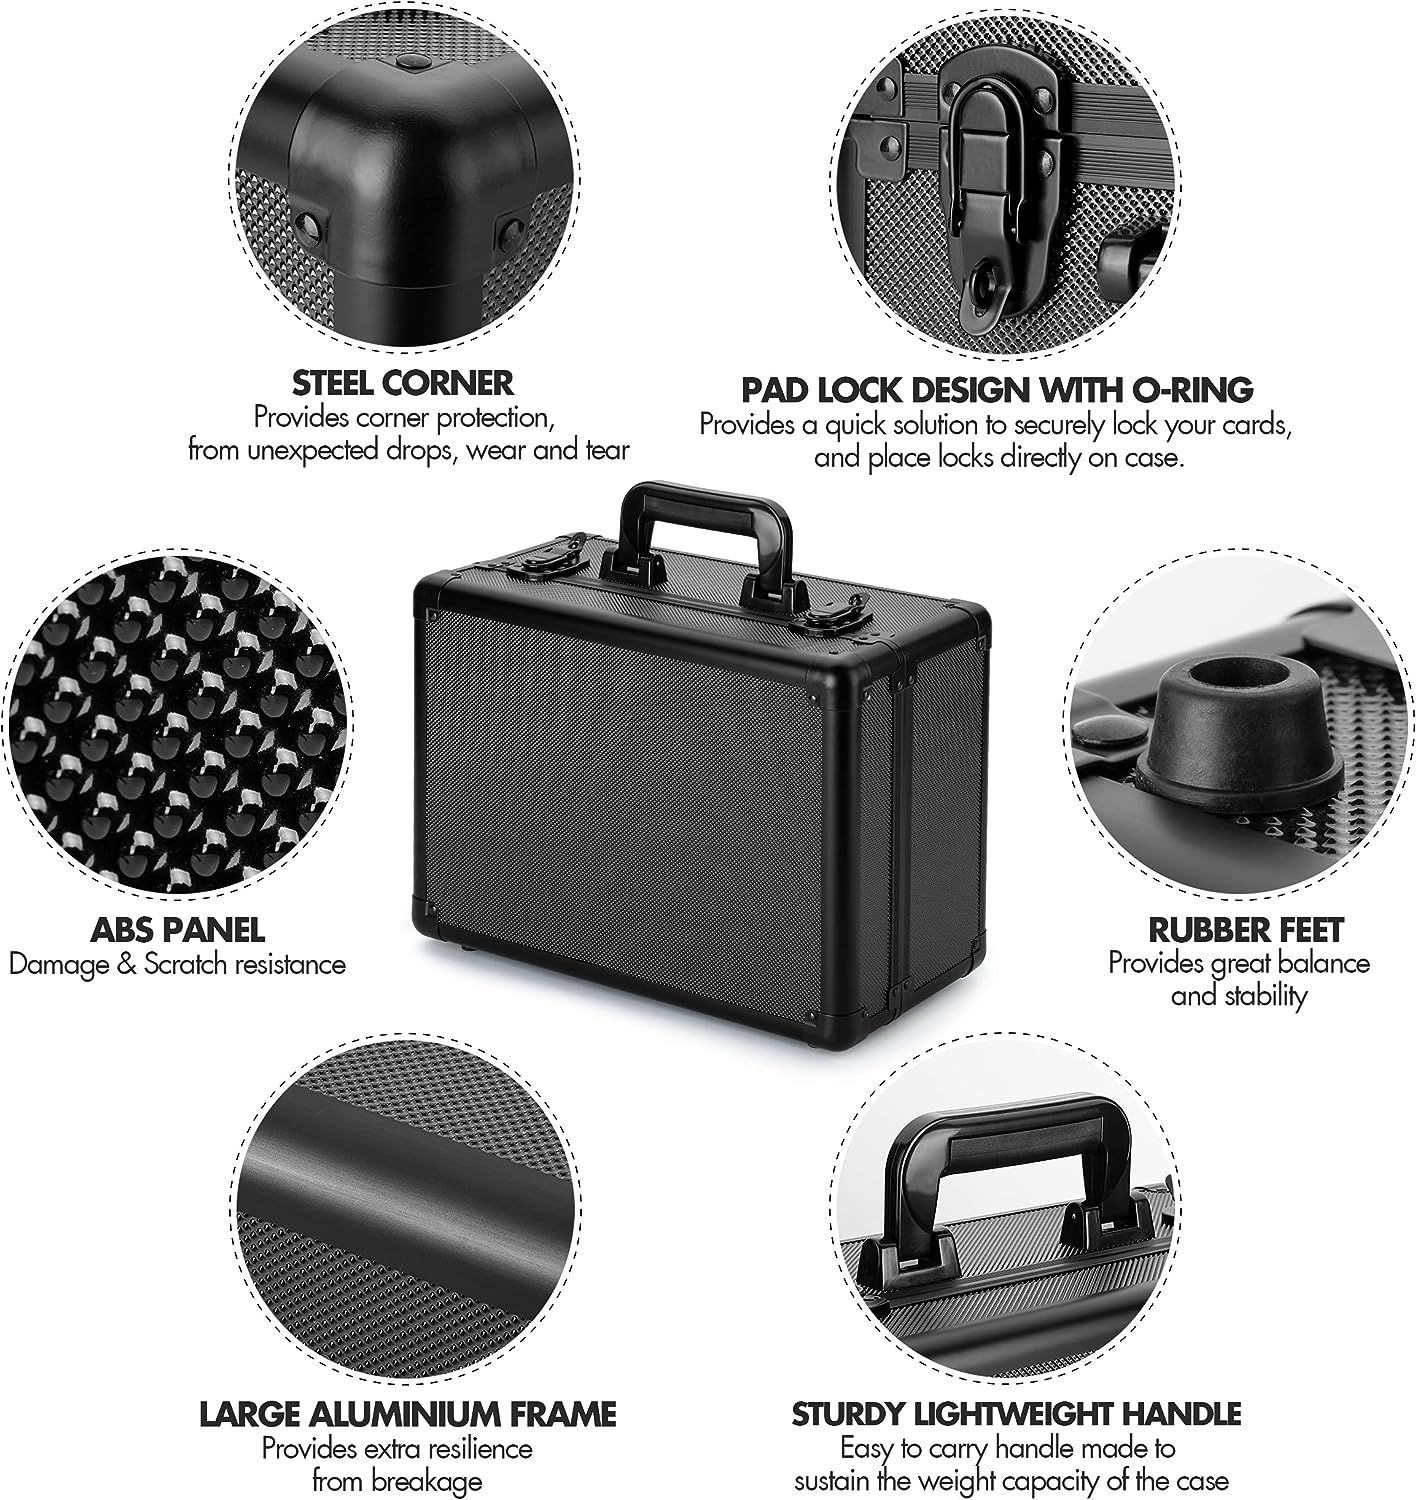 STEEL CORNER
Provides corner protection,
from unexpected drops, wear and tear
PAD LOCK DESIGN WITH O-RING
Provides a quick solution to securely lock your cards,
and place locks directly on case.
ABS PANEL
Damage & Scratch resistance
RUBBER FEET
Provides great balance
and stability
LARGE ALUMINIUM FRAME
Provides extra resilience
from breakage
STURDY LIGHTWEIGHT HANDLE
Easy to carry handle made to
sustain the weight capacity of the case